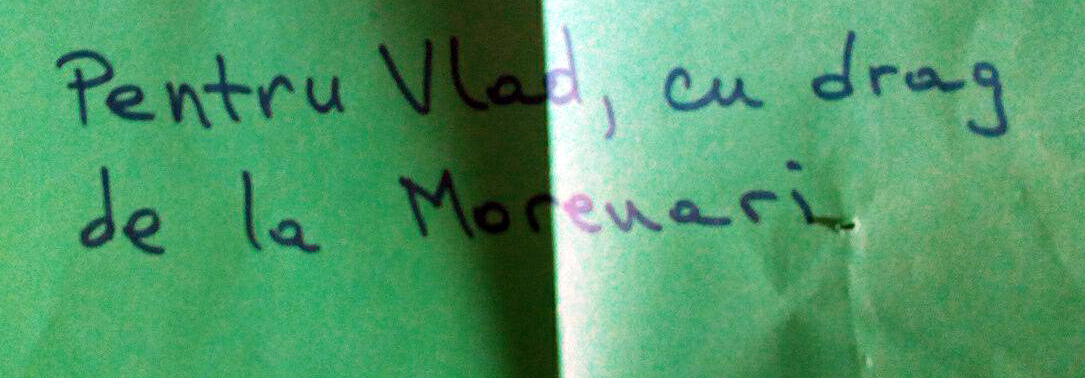 Pentru Vlad, cu drag
de la Morenari.